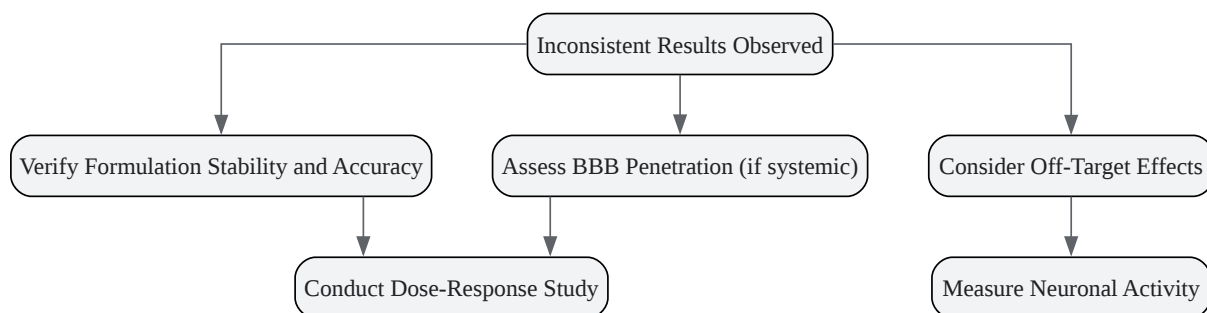 Inconsistent Results Observed
Verify Formulation Stability and Accuracy
Assess BBB Penetration (if systemic)
Consider Off-Target Effects
Conduct Dose-Response Study
Measure Neuronal Activity